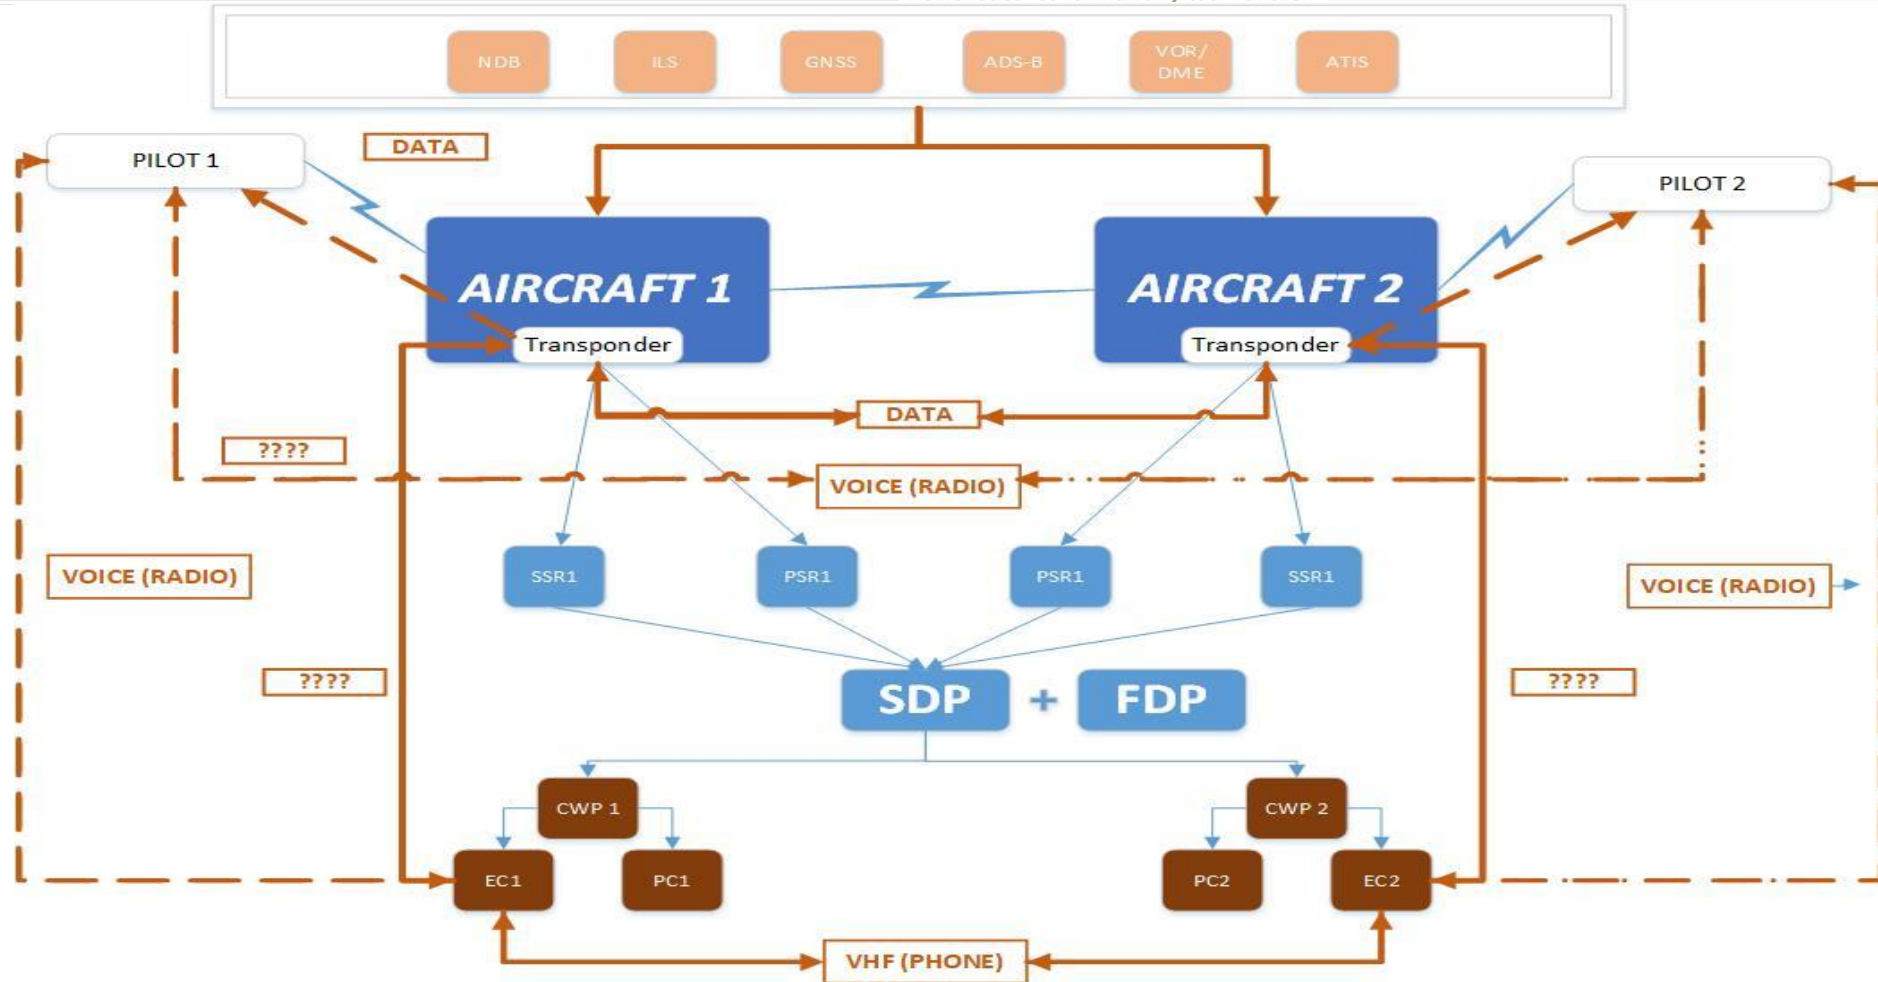 NDB
ILS
GNSS
ADS-B
VOR/
DME
ATIS
PILOT 1
DATA
PILOT 2
AIRCRAFT 1
AIRCRAFT 2
Transponder
Transponder
DATA
????
VOICE (RADIO)
SSR1
PSR1
PSR1
SSR1
VOICE (RADIO)
VOICE (RADIO)
????
????
SDP
+
FDP
CWP 1
CWP 2
EC1
PC1
PC2
EC2
VHF (PHONE)